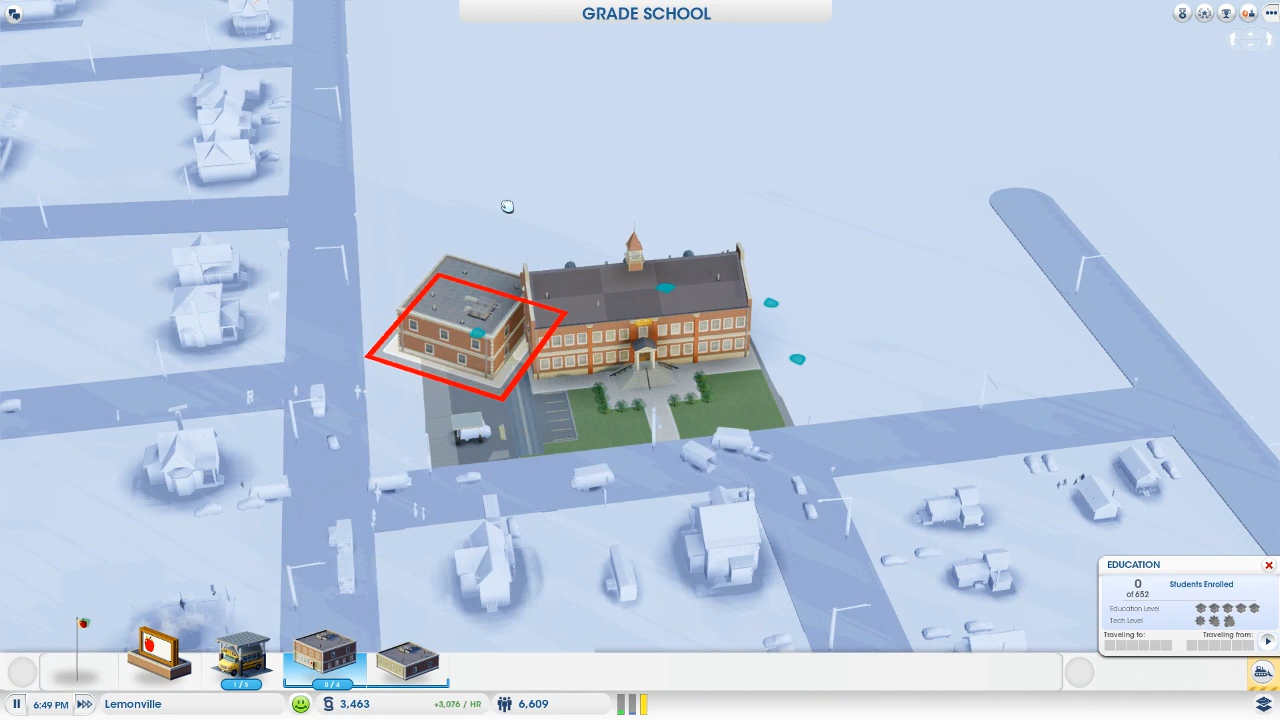 GRADE SCHOOL
EDUCATION
0 of 652
Students Enrolled
Education Level
Tech Level
Traveling to:
Traveling from:
1 / 5
0 / 4
6:49 PM
Lemonville
3,463
+3,076 / HR
6,609